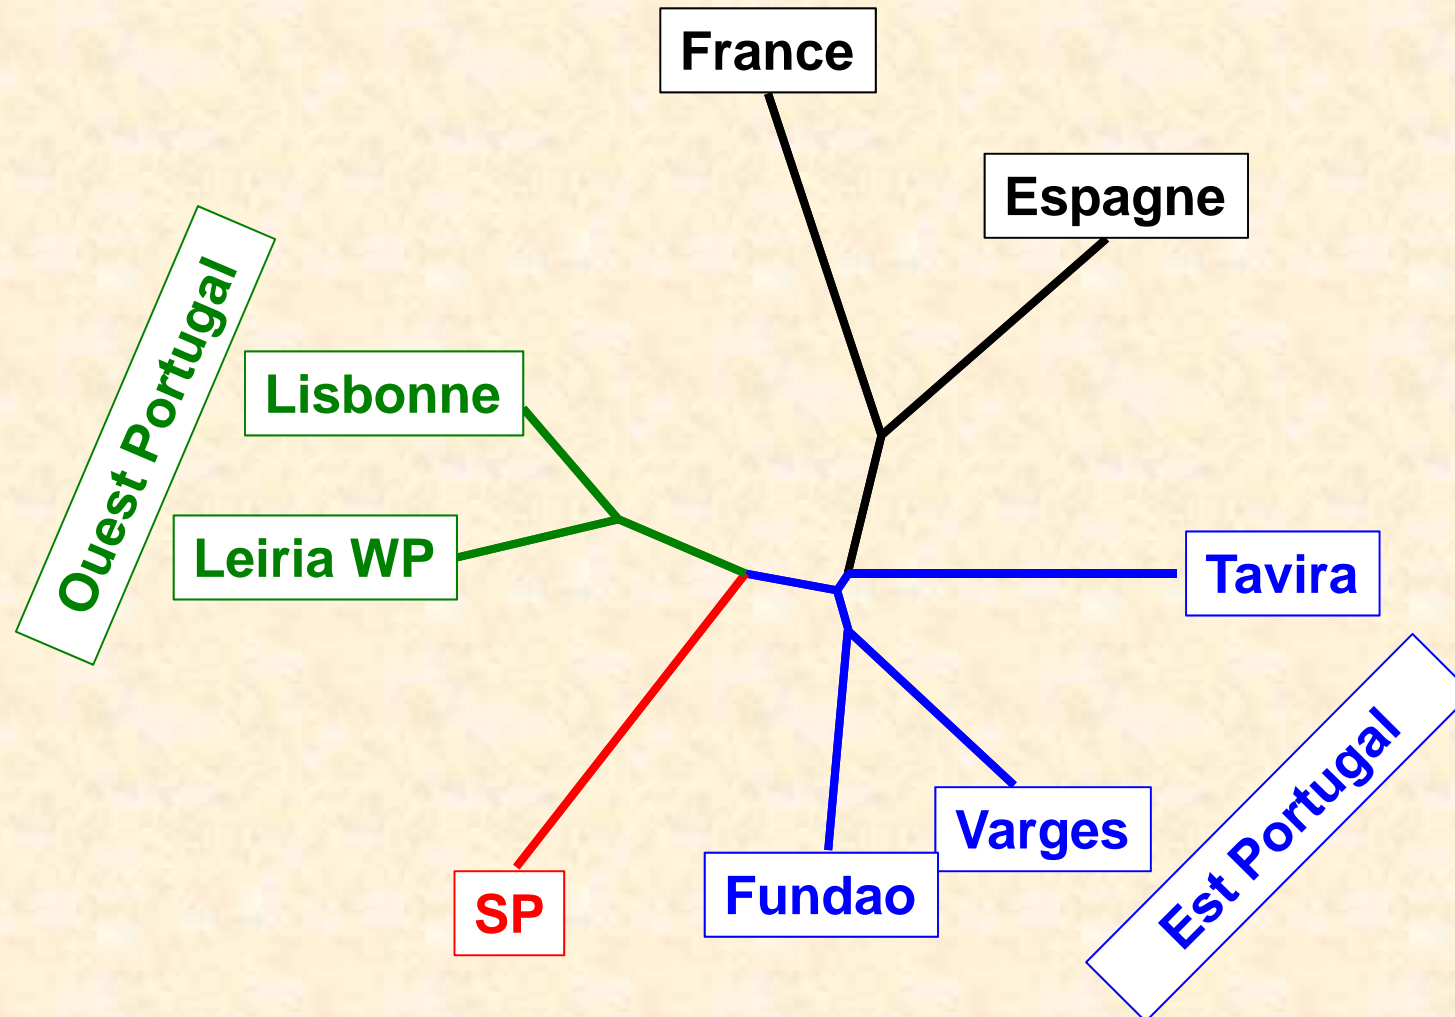 France
Espagne
Ouest Portugal
Lisbonne
Leiria WP
Tavira
Varges
Fundao
SP
Est Portugal